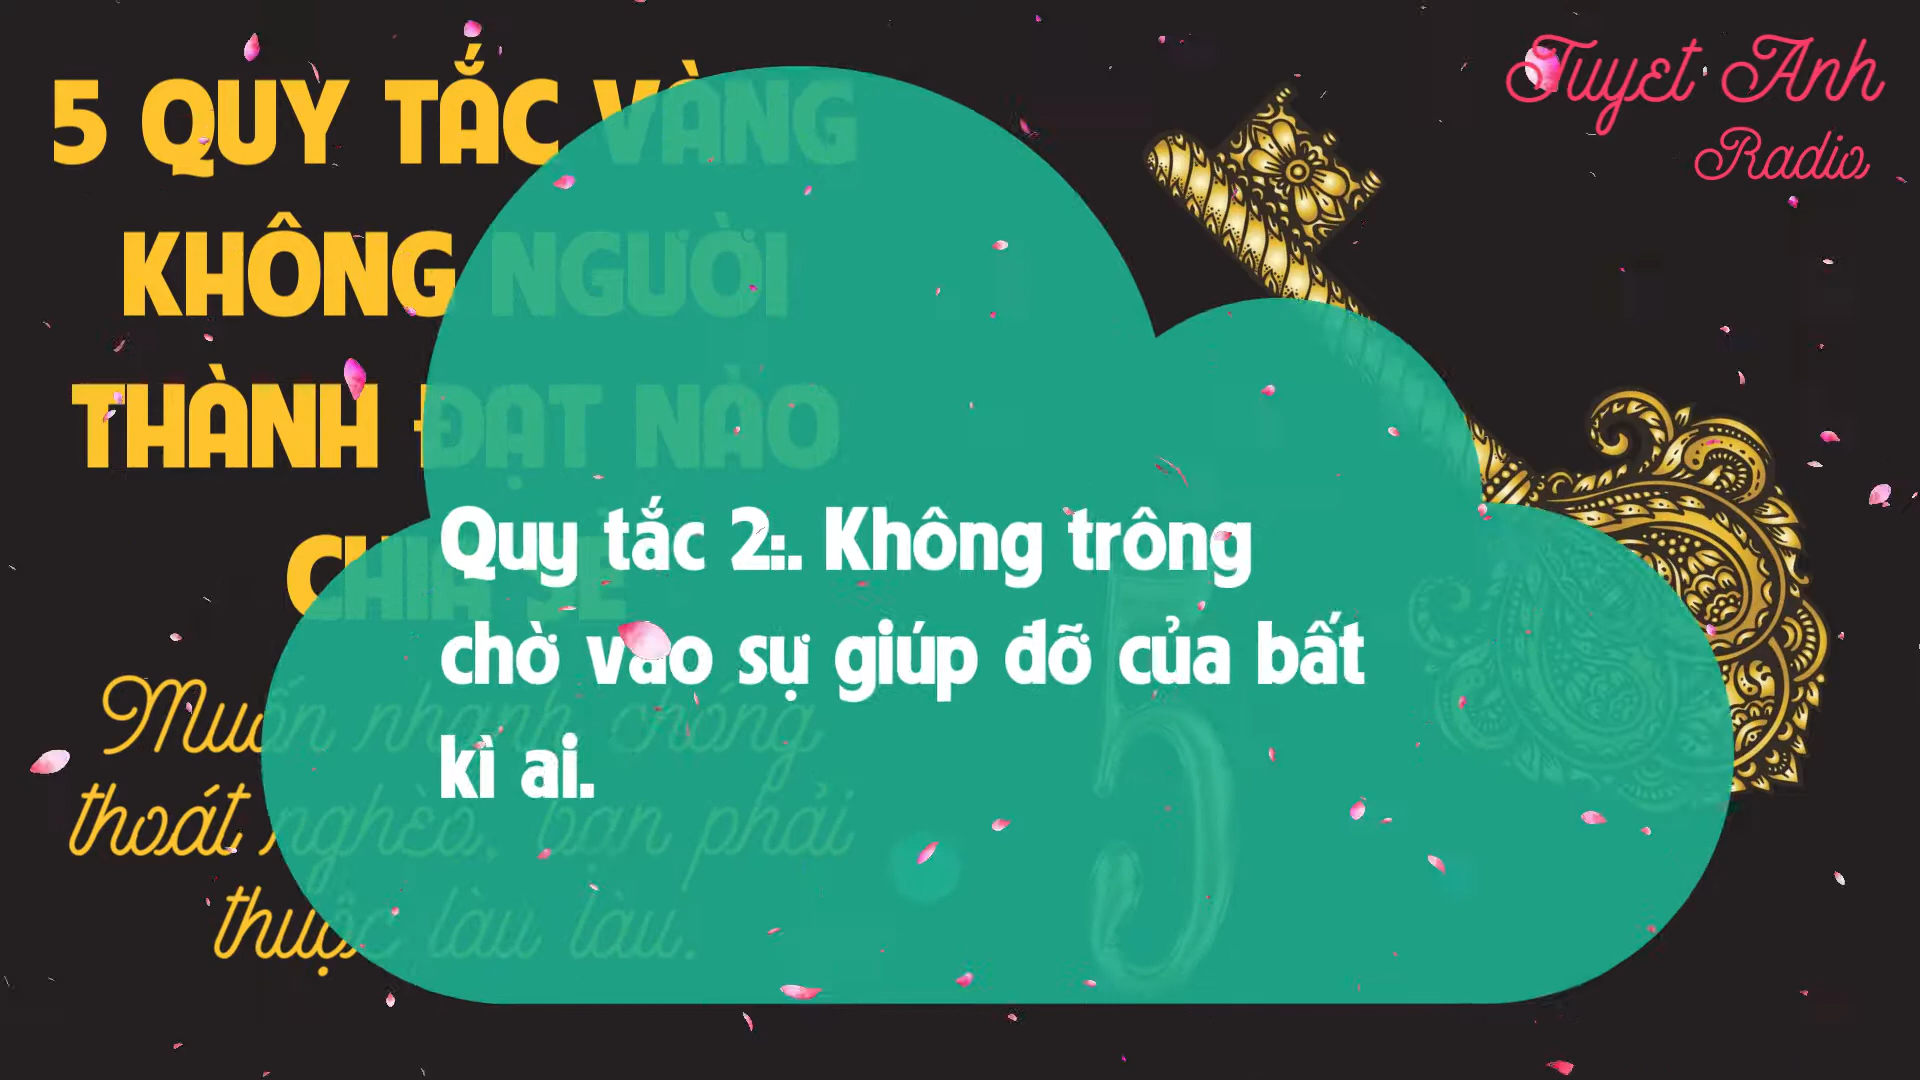 5 QUY TẮC VÀNG
KHÔNG NGƯỜI
THÀNH ĐẠT NÀO
CHIA SẺ
Muốn nhanh chóng
thoát nghèo, bạn phải
thuộc làu làu.
Tuyết Anh
Radio
Quy tắc 2:. Không trông
chờ vào sự giúp đỡ của bất
kì ai.
5